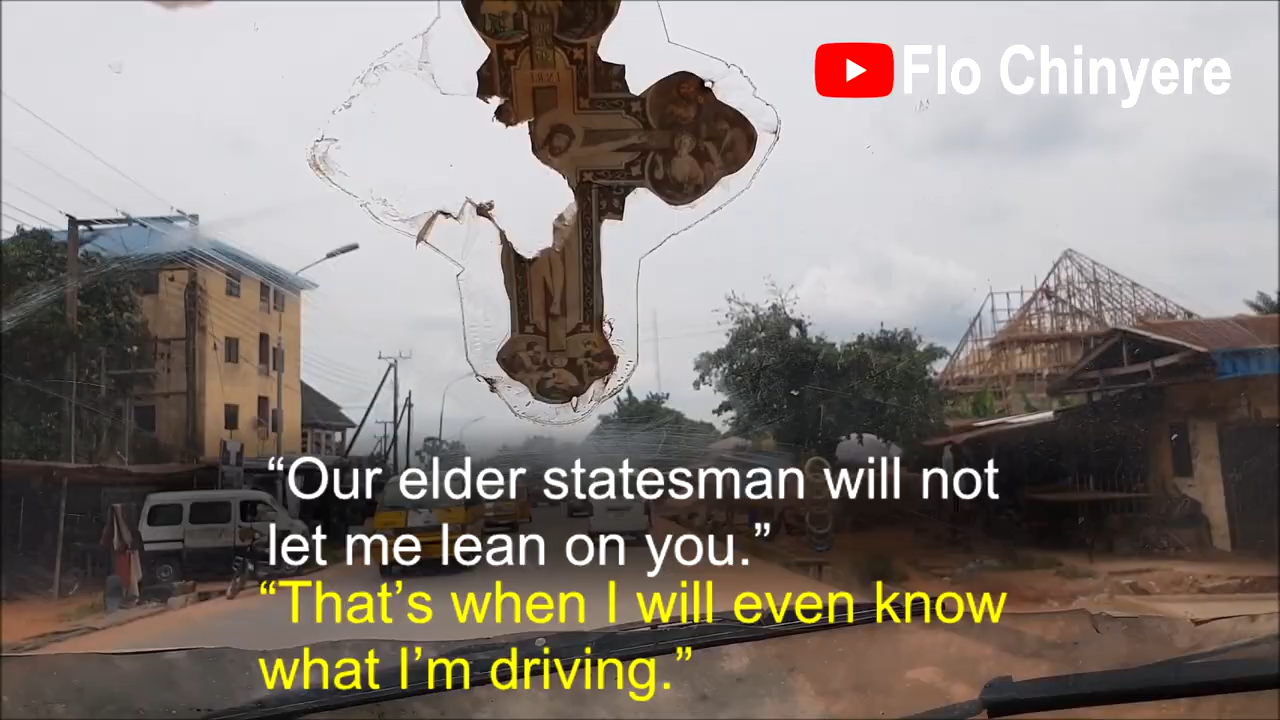 Flo Chinyere
“Our elder statesman will not
let me lean on you.”
“That’s when I will even know
what I’m driving.”